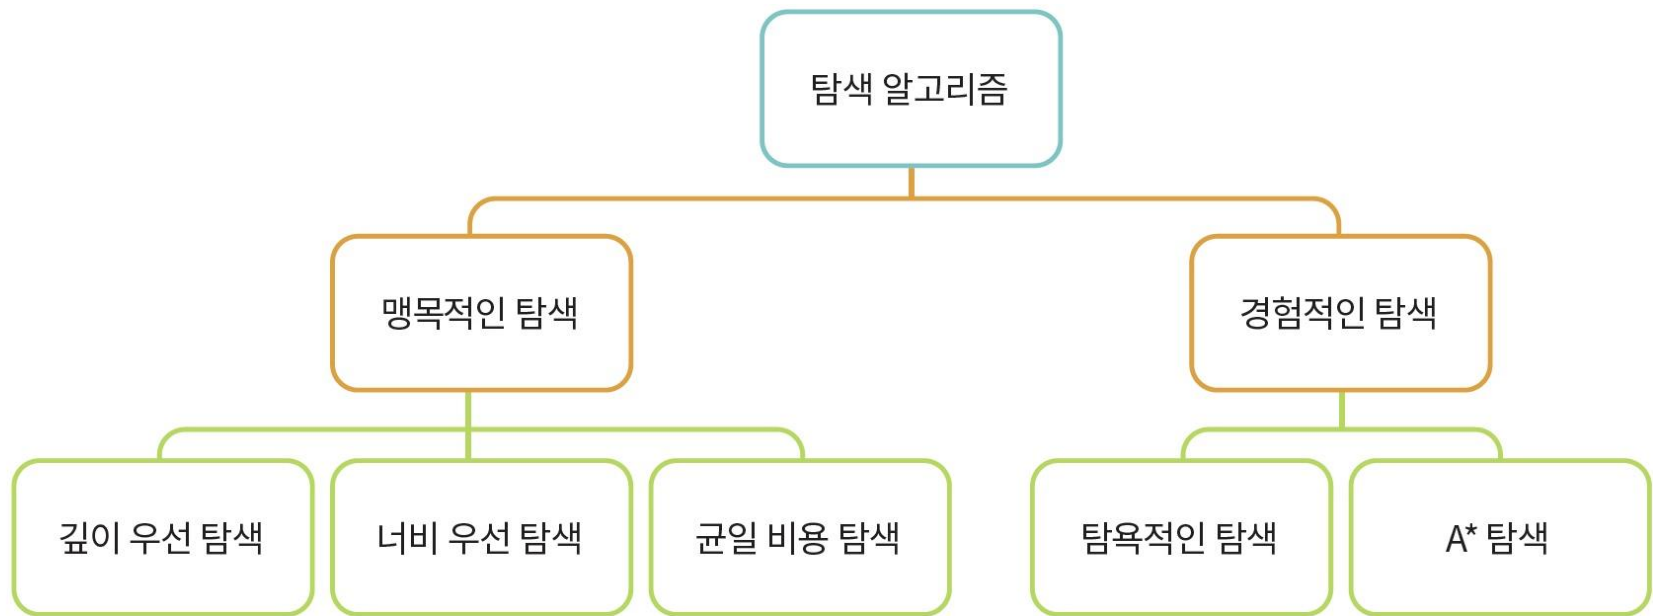 탐색 알고리즘
맹목적인 탐색
경험적인 탐색
깊이 우선 탐색
너비 우선 탐색
균일 비용 탐색
탐욕적인 탐색
A* 탐색